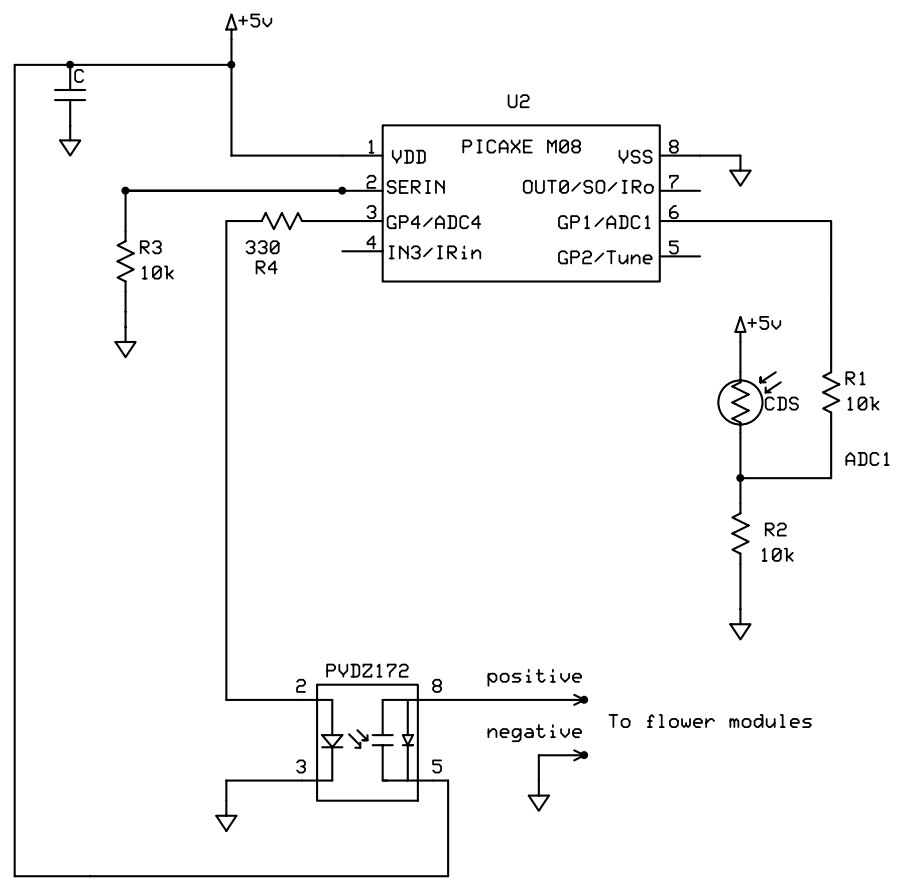 +5v
C
U2
PICAXE M08
1
VDD
VSS
8
2
SERIN
OUT0/SO/IRo
7
3
GP4/ADC4
GP1/ADC1
6
4
IN3/IRin
GP2/Tune
5
330
R4
R3
10k
+5v
CDS
R1
10k
ADC1
R2
10k
PVDZ172
2
8
3
5
positive
negative
To flower modules